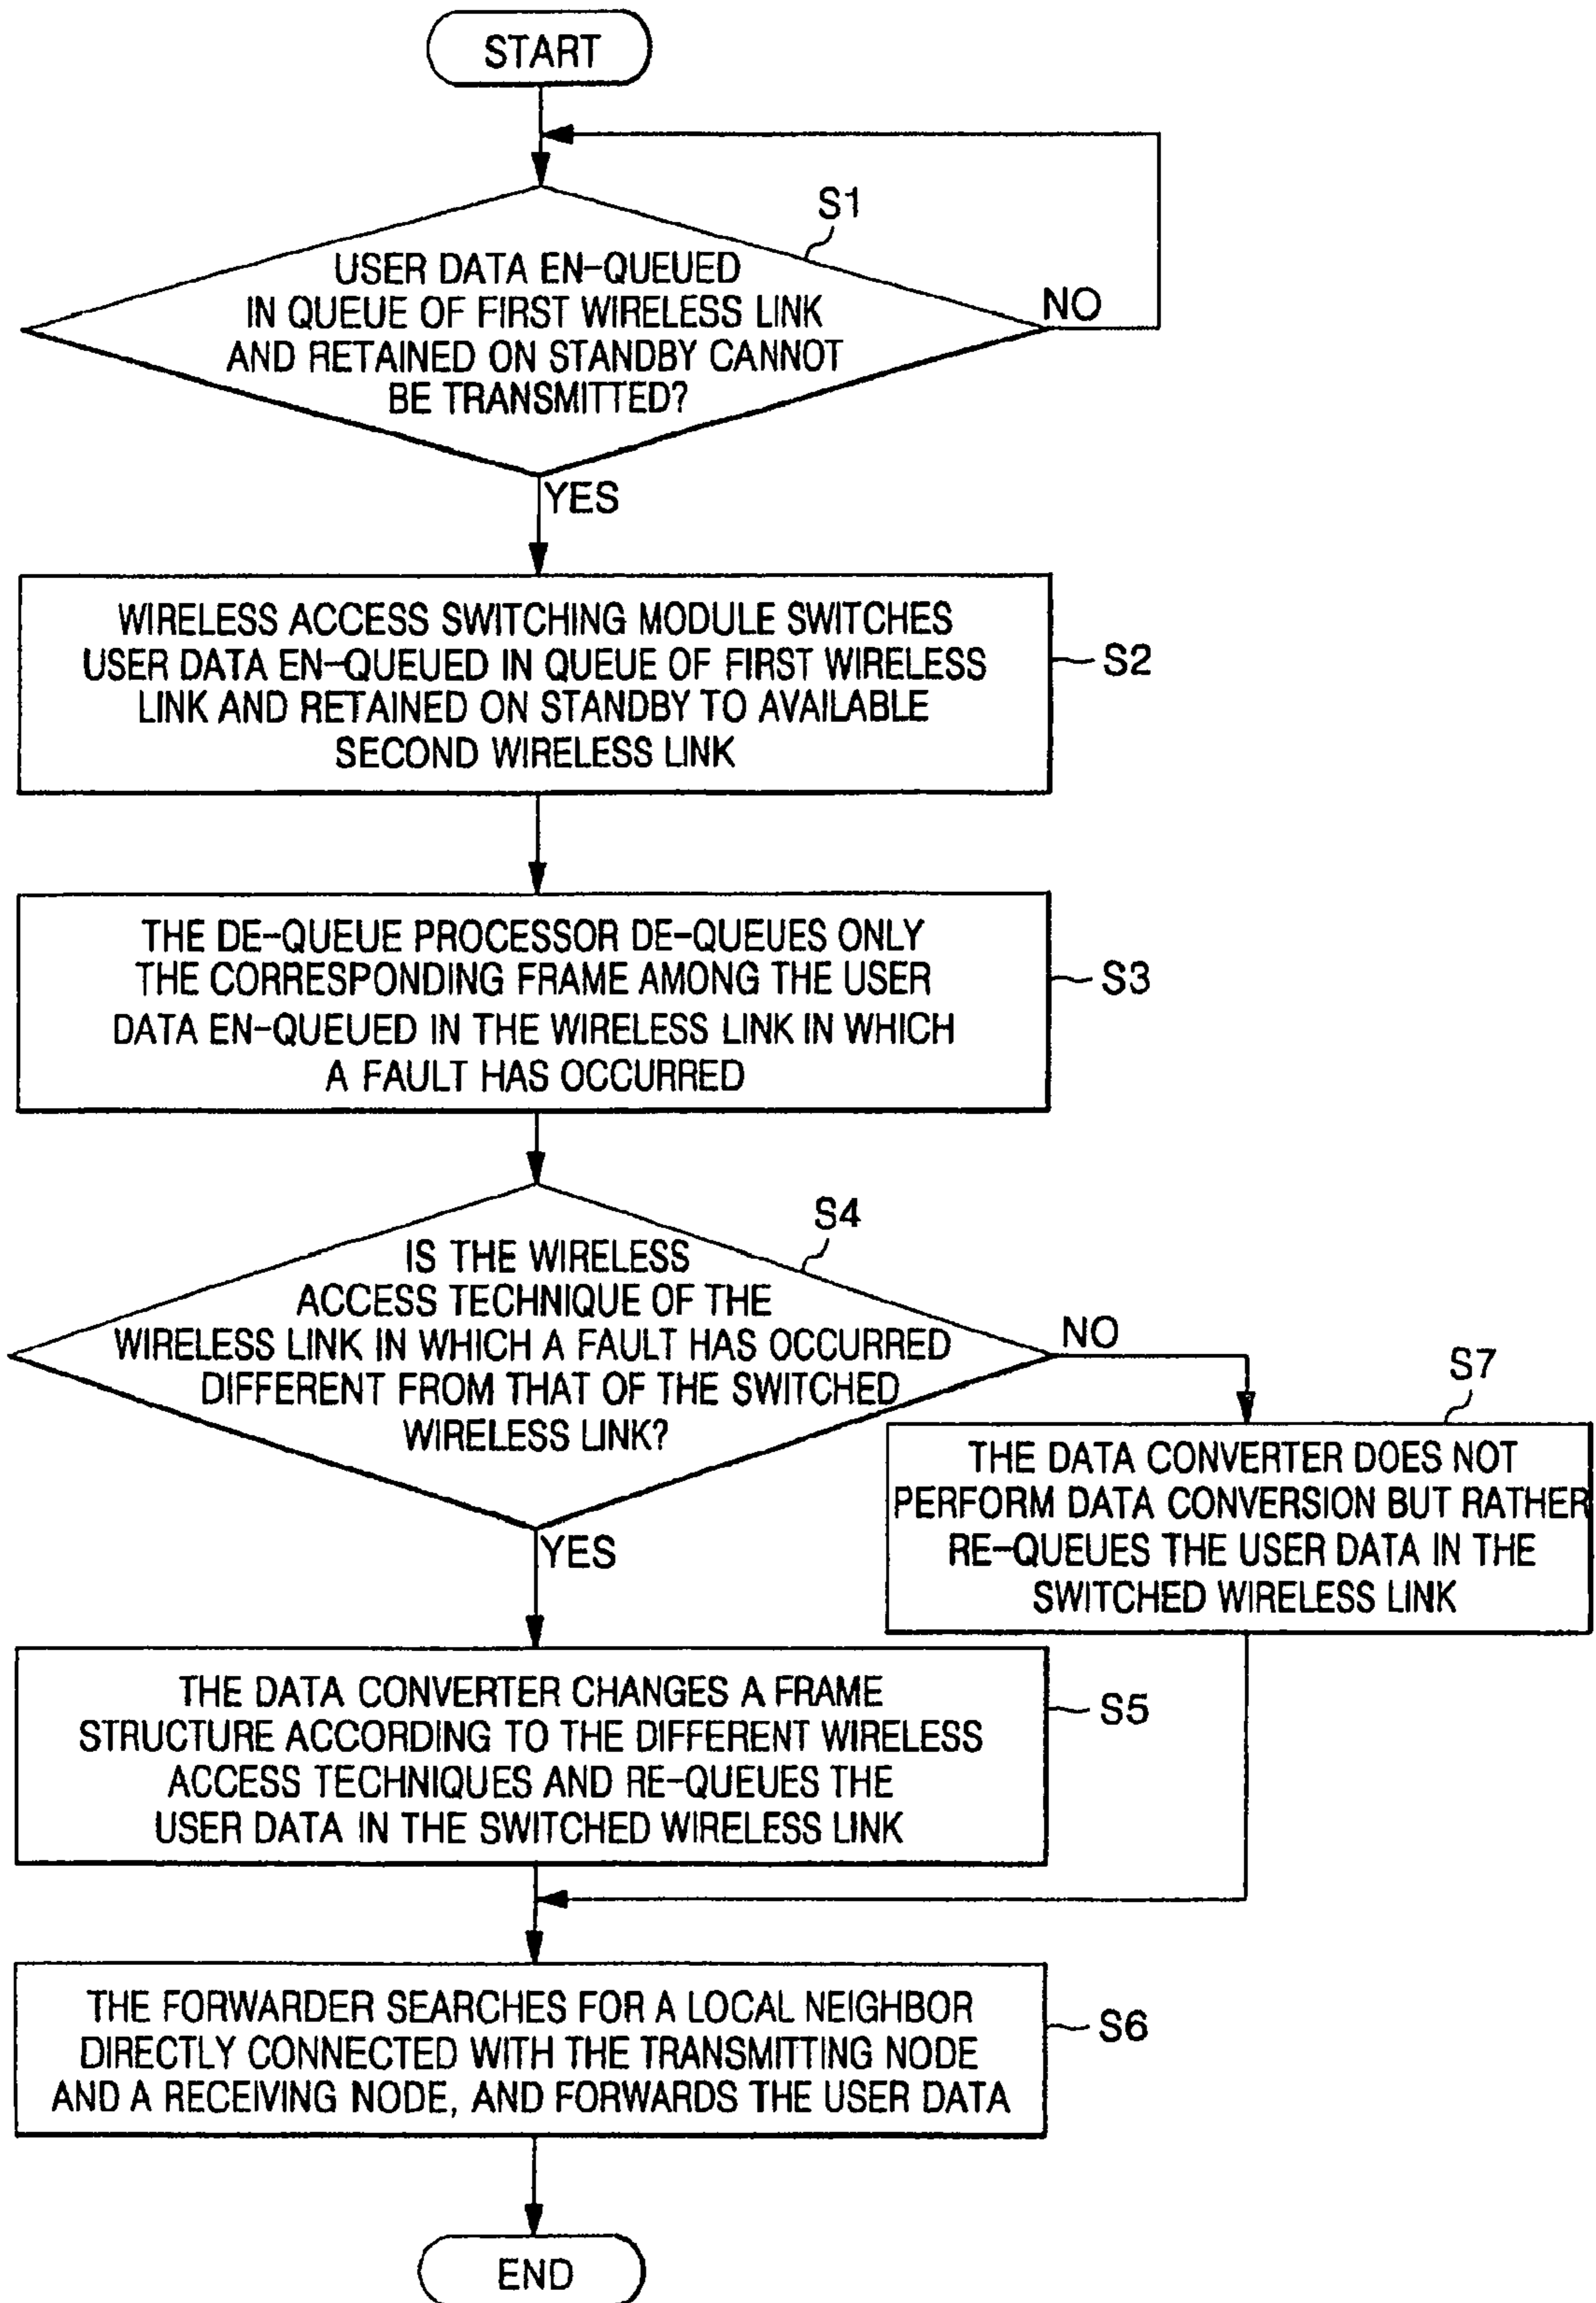 START
S1
USER DATA EN-QUEUED
IN QUEUE OF FIRST WIRELESS LINK
AND RETAINED ON STANDBY CANNOT
BE TRANSMITTED?
NO
YES
WIRELESS ACCESS SWITCHING MODULE SWITCHES
USER DATA EN-QUEUED IN QUEUE OF FIRST WIRELESS
LINK AND RETAINED ON STANDBY TO AVAILABLE
SECOND WIRELESS LINK
S2
THE DE-QUEUE PROCESSOR DE-QUEUES ONLY
THE CORRESPONDING FRAME AMONG THE USER
DATA EN-QUEUED IN THE WIRELESS LINK IN WHICH
A FAULT HAS OCCURRED
S3
S4
IS THE WIRELESS
ACCESS TECHNIQUE OF THE
WIRELESS LINK IN WHICH A FAULT HAS OCCURRED
DIFFERENT FROM THAT OF THE SWITCHED
WIRELESS LINK?
NO
YES
S7
THE DATA CONVERTER DOES NOT
PERFORM DATA CONVERSION BUT RATHER
RE-QUEUES THE USER DATA IN THE
SWITCHED WIRELESS LINK
THE DATA CONVERTER CHANGES A FRAME
STRUCTURE ACCORDING TO THE DIFFERENT WIRELESS
ACCESS TECHNIQUES AND RE-QUEUES THE
USER DATA IN THE SWITCHED WIRELESS LINK
S5
THE FORWARDER SEARCHES FOR A LOCAL NEIGHBOR
DIRECTLY CONNECTED WITH THE TRANSMITTING NODE
AND A RECEIVING NODE, AND FORWARDS THE USER DATA
S6
END